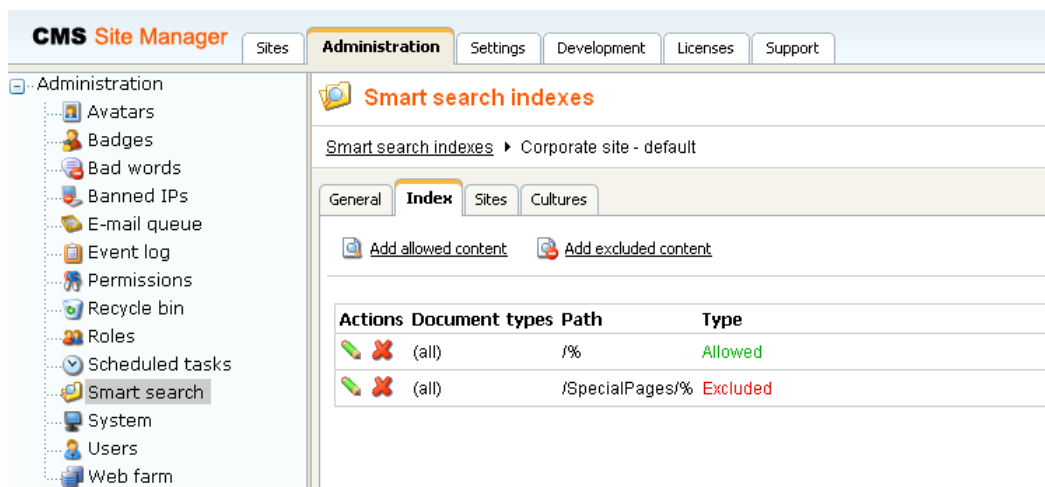 CMS Site Manager
Sites Administration Settings Development Licenses Support
Administration
Avatars
Badges
Bad words
Banned IPs
E-mail queue
Event log
Permissions
Recycle bin
Roles
Scheduled tasks
Smart search
System
Users
Web farm
Smart search indexes
Smart search indexes Corporate site - default
General Index Sites Cultures
Add allowed content Add excluded content
Actions Document types Path Type
(all) /% Allowed
(all) /SpecialPages/% Excluded